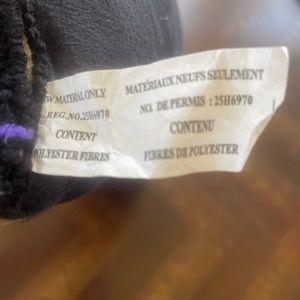 W MATERIAL ONLY
REG. NO. 25H6970
CONTENT
POLYESTER FIBRES
MATÉRIAUX NEUFS SEULEMENT
NO. DE PERMIS : 25H6970
CONTENU
FIBRES DE POLYESTER